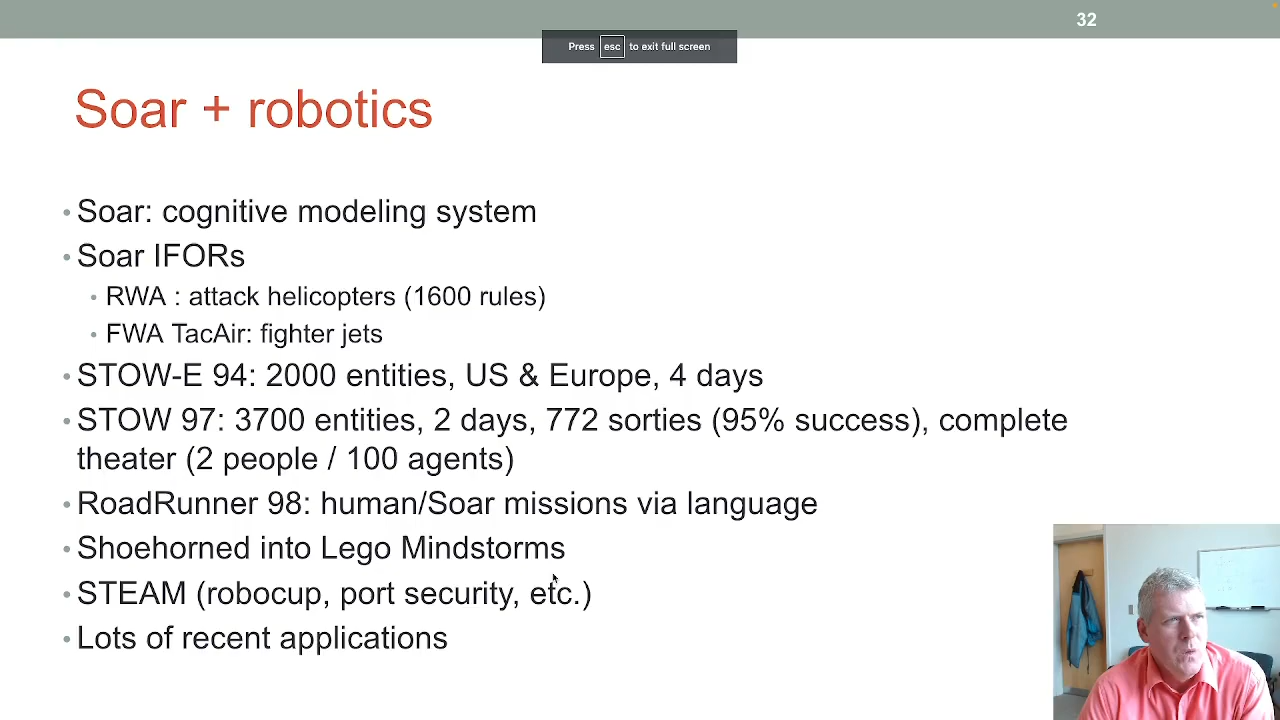 32
Press esc to exit full screen
Soar + robotics
• Soar: cognitive modeling system
• Soar IFORs
• RWA : attack helicopters (1600 rules)
• FWA TacAir: fighter jets
• STOW-E 94: 2000 entities, US & Europe, 4 days
• STOW 97: 3700 entities, 2 days, 772 sorties (95% success), complete
theater (2 people / 100 agents)
• RoadRunner 98: human/Soar missions via language
• Shoehorned into Lego Mindstorms
• STEAM (robocup, port security, etc.)
• Lots of recent applications